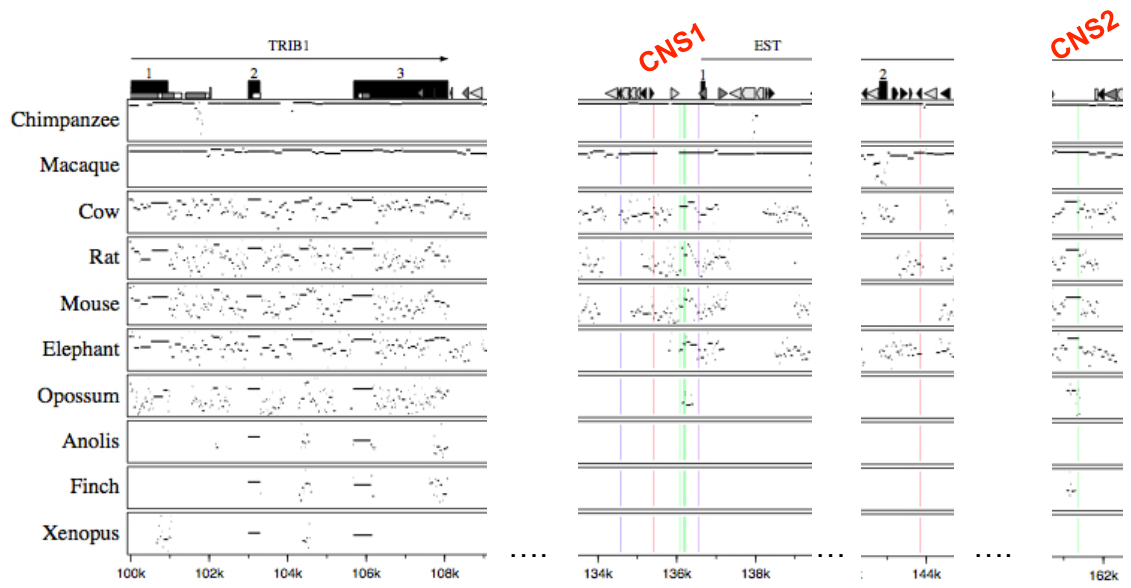 TRIB1
CNS1
EST
CNS2
1 2 3 1 2
Chimpanzee
Macaque
Cow
Rat
Mouse
Elephant
Opossum
Anolis
Finch
Xenopus
.... ... ....
100k 102k 104k 106k 108k 134k 136k 138k 144k 162k